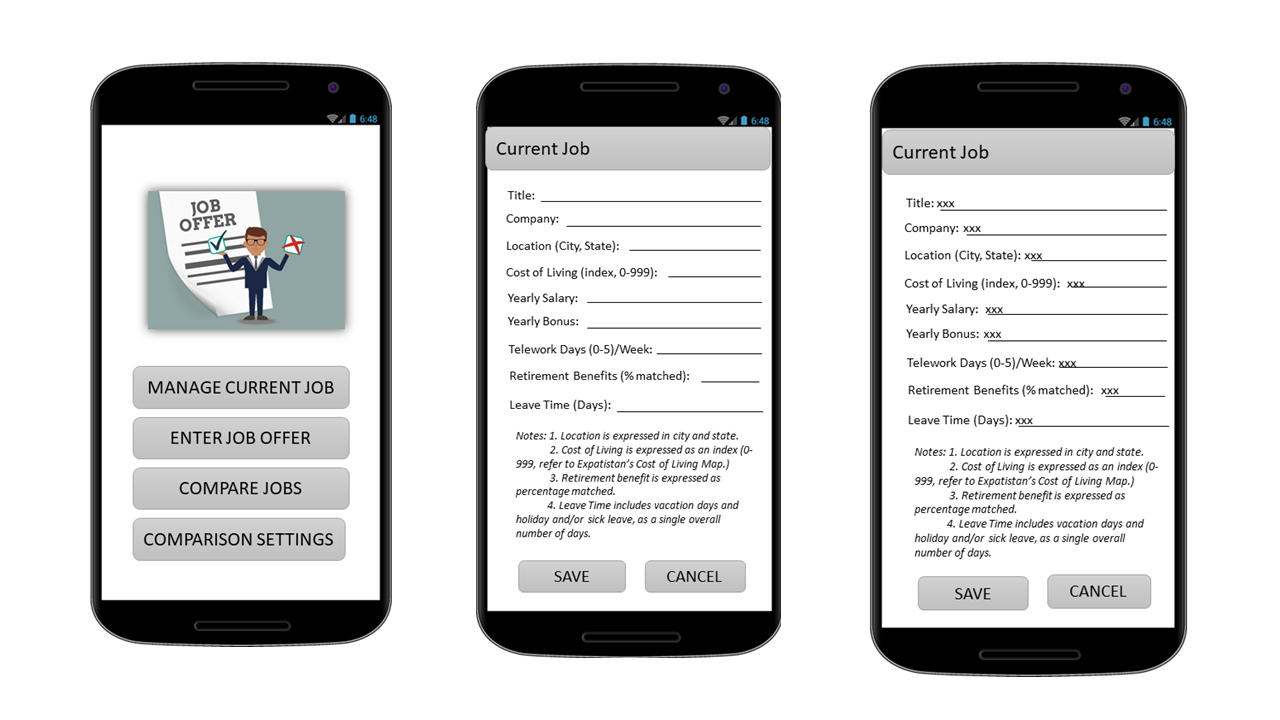 6:48
JOB
OFFER
MANAGE CURRENT JOB
ENTER JOB OFFER
COMPARE JOBS
COMPARISON SETTINGS
6:48
Current Job
Title:
Company:
Location (City, State):
Cost of Living (index, 0-999):
Yearly Salary:
Yearly Bonus:
Telework Days (0-5)/Week:
Retirement Benefits (% matched):
Leave Time (Days):
Notes: 1. Location is expressed in city and state.
2. Cost of Living is expressed as an index (0-
999, refer to Expatistan's Cost of Living Map.)
3. Retirement benefit is expressed as
percentage matched.
4. Leave Time includes vacation days and
holiday and/or sick leave, as a single overall
number of days.
SAVE CANCEL
6:48
Current Job
Title: xxx
Company: xxx
Location (City, State): xxx
Cost of Living (index, 0-999): xxx
Yearly Salary: xxx
Yearly Bonus: xxx
Telework Days (0-5)/Week: xxx
Retirement Benefits (% matched): xxx
Leave Time (Days): xxx
Notes: 1. Location is expressed in city and state.
2. Cost of Living is expressed as an index (0-
999, refer to Expatistan's Cost of Living Map.)
3. Retirement benefit is expressed as
percentage matched.
4. Leave Time includes vacation days and
holiday and/or sick leave, as a single overall
number of days.
SAVE CANCEL